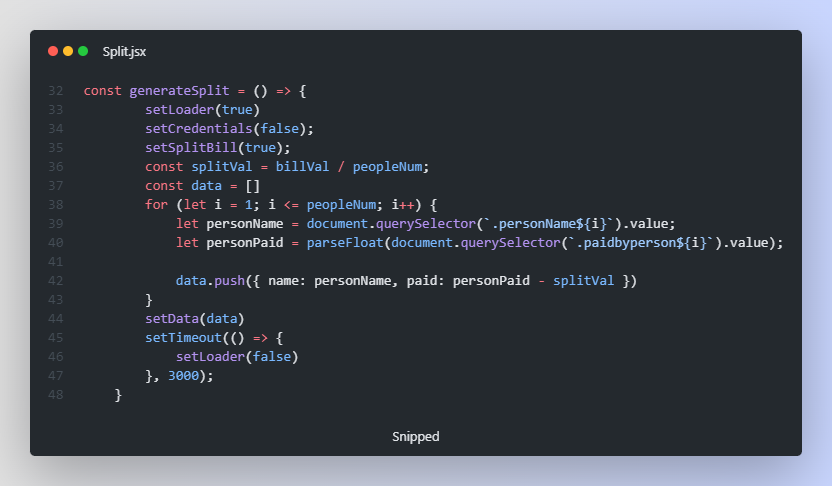 Split.jsx
32 const generateSplit = () => {
33 setLoader(true)
34 setCredentials(false);
35 setSplitBill(true);
36 const splitVal = billVal / peopleNum;
37 const data = []
38 for (let i = 1; i <= peopleNum; i++) {
39 let personName = document.querySelector(`.personName${i}`).value;
40 let personPaid = parseFloat(document.querySelector(`.paidbyperson${i}`).value);
41
42 data.push({ name: personName, paid: personPaid - splitVal })
43 }
44 setData(data)
45 setTimeout(() => {
46 setLoader(false)
47 }, 3000);
48 }
Snipped